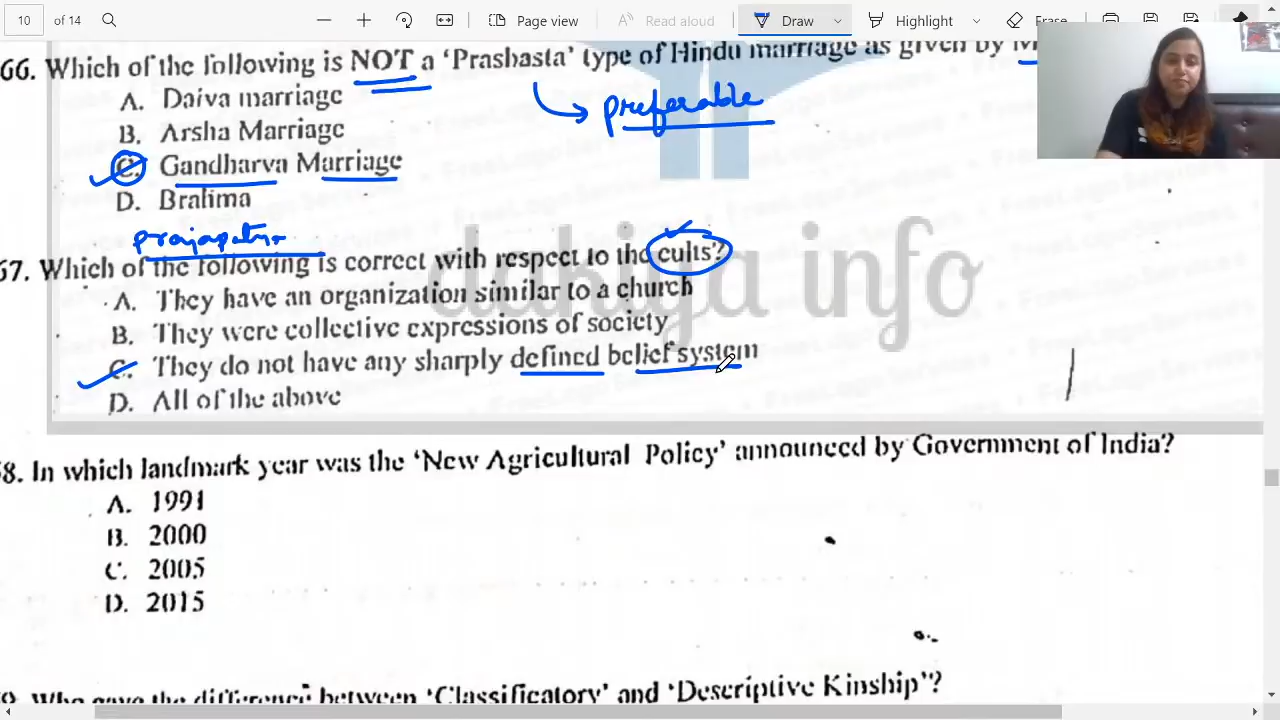 10 of 14 Page view Read aloud Draw Highlight Erase
66. Which of the following is NOT a 'Prashasta' type of Hindu marriage as given by
preferable
A. Daiva marriage
B. Arsha Marriage
C. Gandharva Marriage
D. Brahma
prajapatya
67. Which of the following is correct with respect to the cults?
A. They have an organization similar to a church
B. They were collective expressions of society
C. They do not have any sharply defined belief system
D. All of the above
dahiya info
8. In which landmark year was the 'New Agricultural Policy' announced by Government of India?
A. 1991
B. 2000
C. 2005
D. 2015
9. Who gave the difference between 'Classificatory' and 'Descriptive Kinship'?